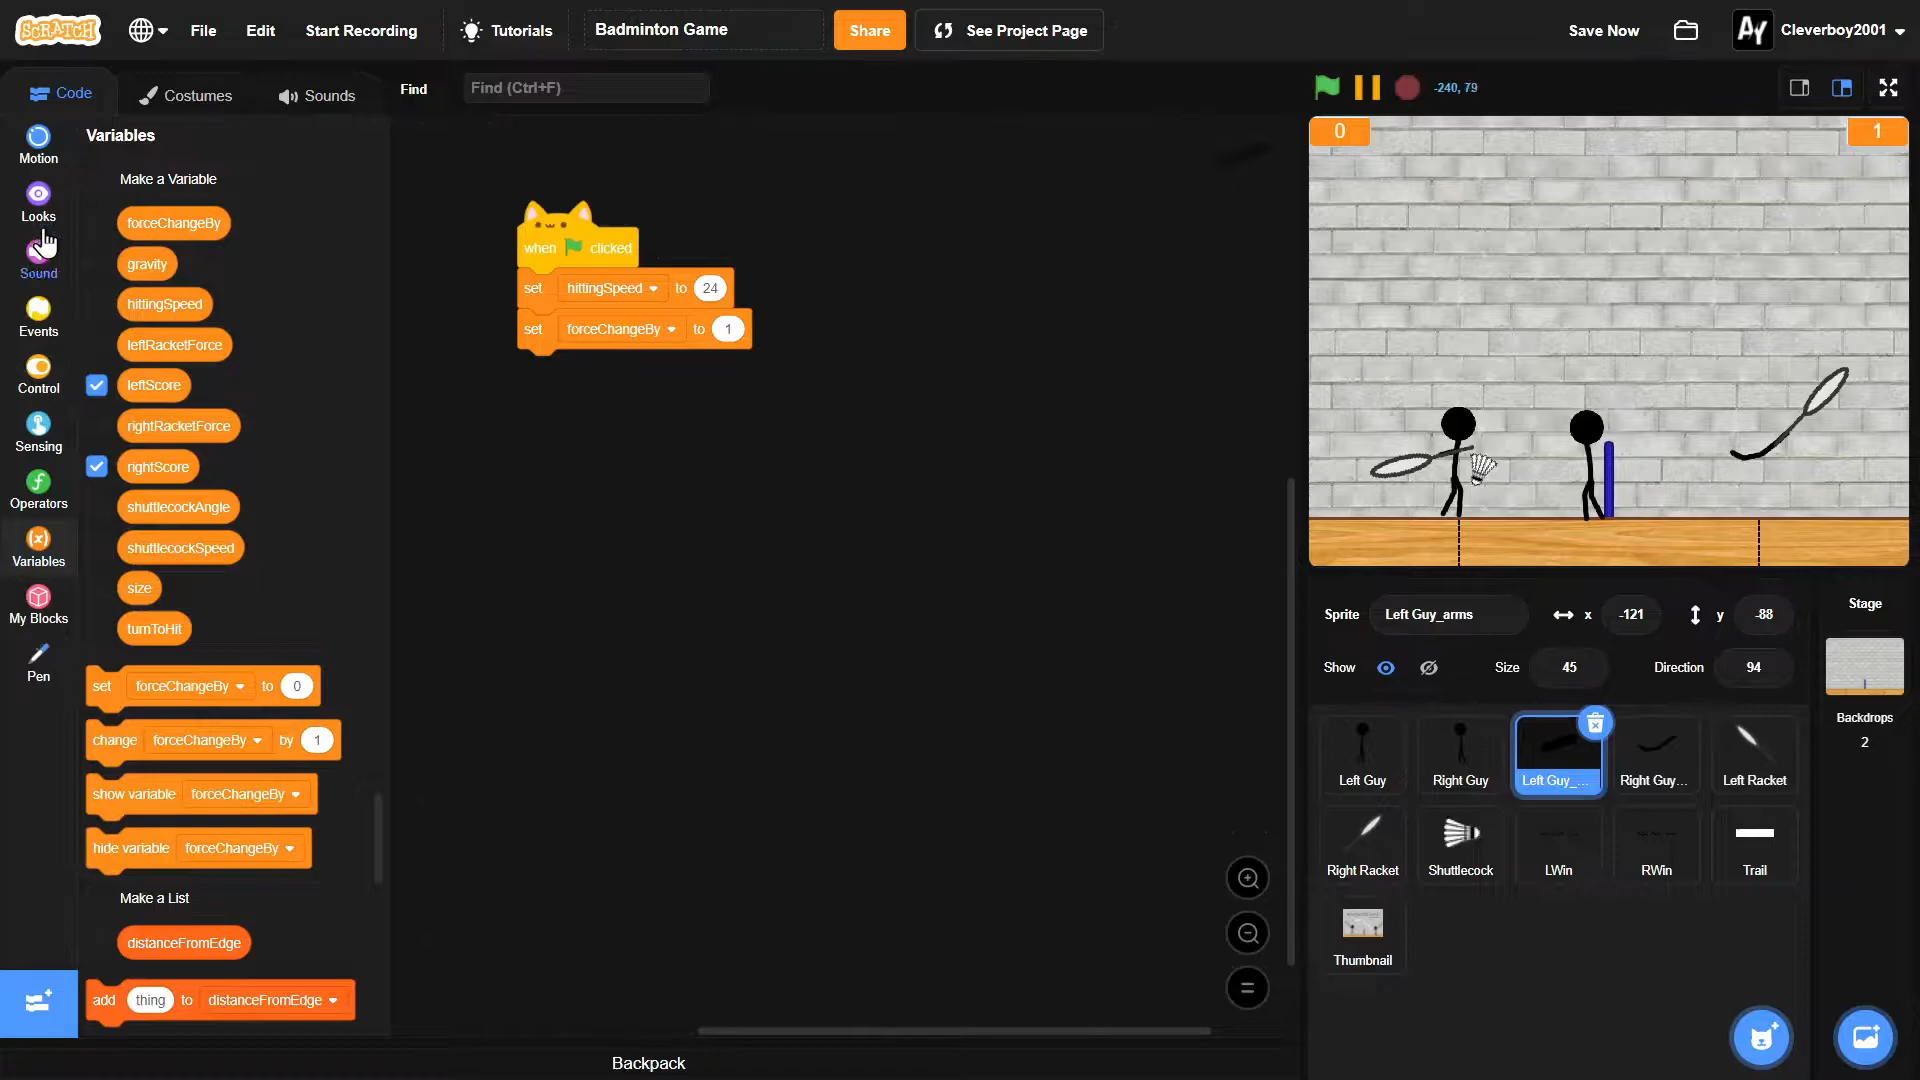 SCRATCH
File
Edit
Start Recording
Tutorials
Badminton Game
Share
See Project Page
Save Now
Ay
Cleverboy2001
Code
Costumes
Sounds
Find
Find (Ctrl+F)
-240, 79
Motion
Looks
Sound
Events
Control
Sensing
Operators
Variables
My Blocks
Pen
Variables
Make a Variable
forceChangeBy
gravity
hittingSpeed
leftRacketForce
leftScore
rightRacketForce
rightScore
shuttlecockAngle
shuttlecockSpeed
size
turnToHit
set forceChangeBy to 0
change forceChangeBy by 1
show variable forceChangeBy
hide variable forceChangeBy
Make a List
distanceFromEdge
add thing to distanceFromEdge
when clicked
set hittingSpeed to 24
set forceChangeBy to 1
Backpack
0
1
Sprite Left Guy_arms x -121 y -88
Show Size 45 Direction 94
Left Guy
Right Guy
Left Guy_...
Right Guy...
Left Racket
Right Racket
Shuttlecock
LWin
RWin
Trail
Thumbnail
Stage
Backdrops
2